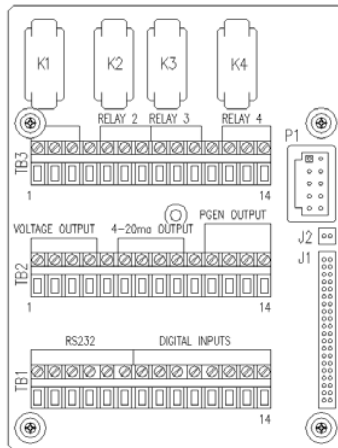 K1 K2 K3 K4
RELAY 2 RELAY 3 RELAY 4
P1
TB3
1 14
PGEN OUTPUT
VOLTAGE OUTPUT 4-20ma OUTPUT
J2
J1
TB2
1 14
RS232 DIGITAL INPUTS
TB1
14